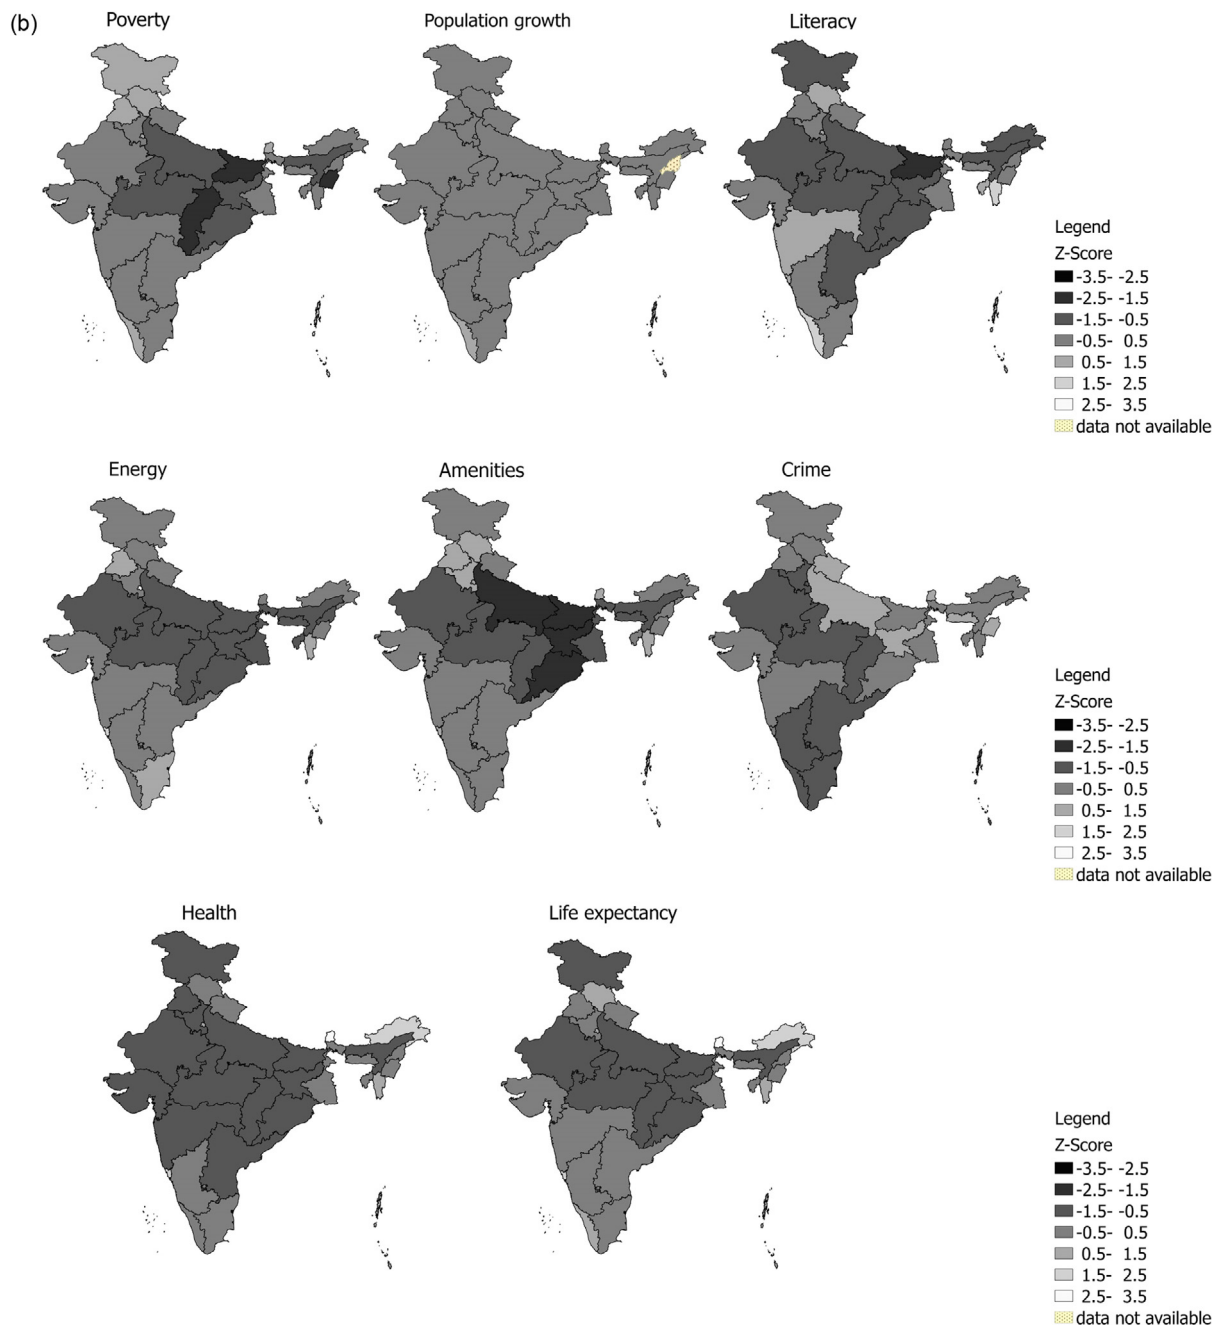 (b)
Poverty
Population growth
Literacy
Legend
Z-Score
-3.5- -2.5
-2.5- -1.5
-1.5- -0.5
-0.5- 0.5
0.5- 1.5
1.5- 2.5
2.5- 3.5
data not available
Energy
Amenities
Crime
Legend
Z-Score
-3.5- -2.5
-2.5- -1.5
-1.5- -0.5
-0.5- 0.5
0.5- 1.5
1.5- 2.5
2.5- 3.5
data not available
Health
Life expectancy
Legend
Z-Score
-3.5- -2.5
-2.5- -1.5
-1.5- -0.5
-0.5- 0.5
0.5- 1.5
1.5- 2.5
2.5- 3.5
data not available